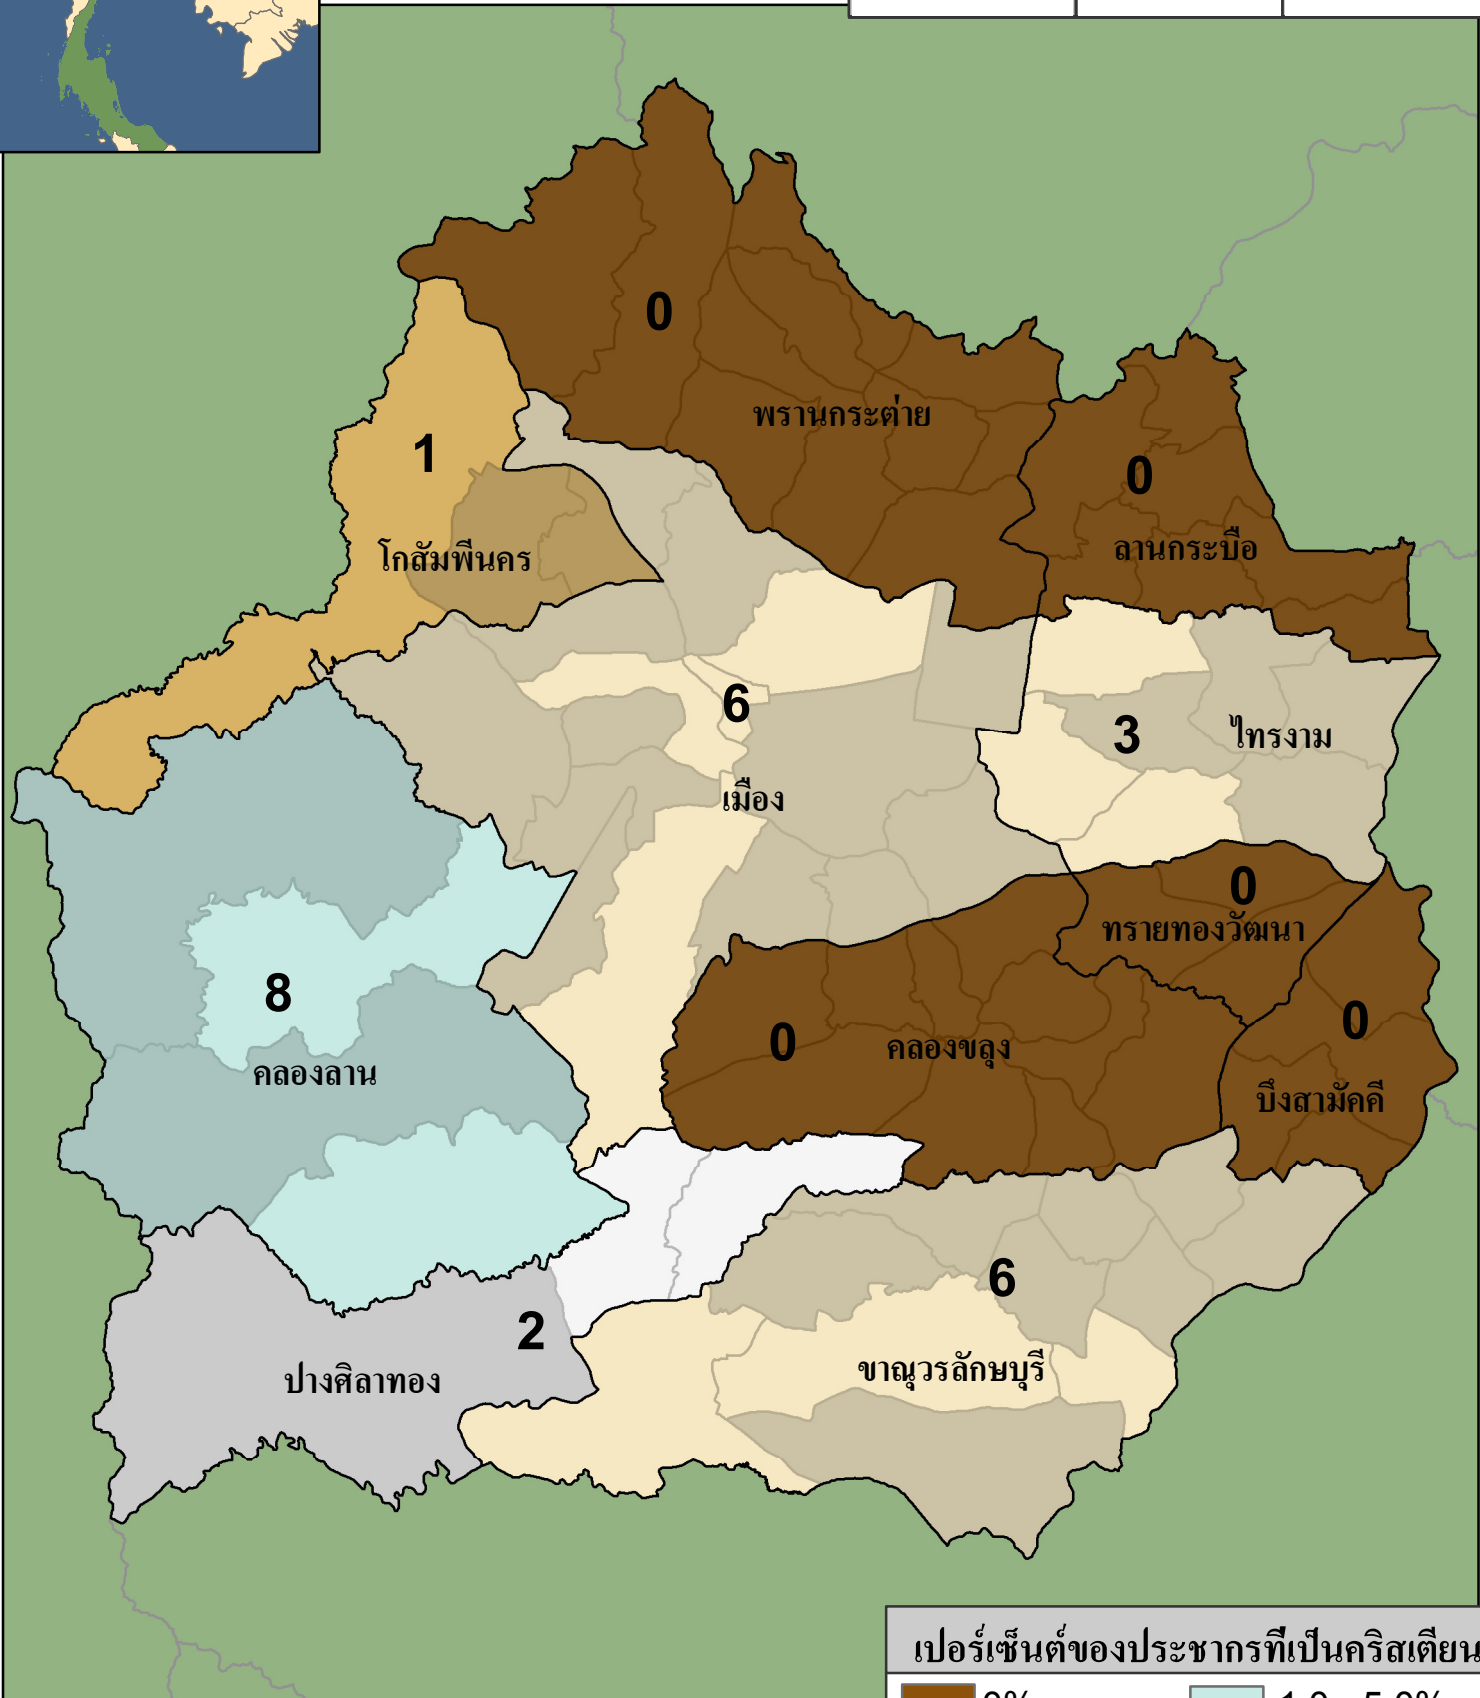 0
พรานกระต่าย
1
0
โกสัมพีนคร
ลานกระบือ
6
3
ไทรงาม
เมือง
0
ทรายทองวัฒนา
8
0
0
คลองขลุง
คลองลาน
บึงสามัคคี
6
2
ขาณุวรลักษบุรี
ปางศิลาทอง
เปอร์เซ็นต์ของประชากรที่เป็นคริสเตียน